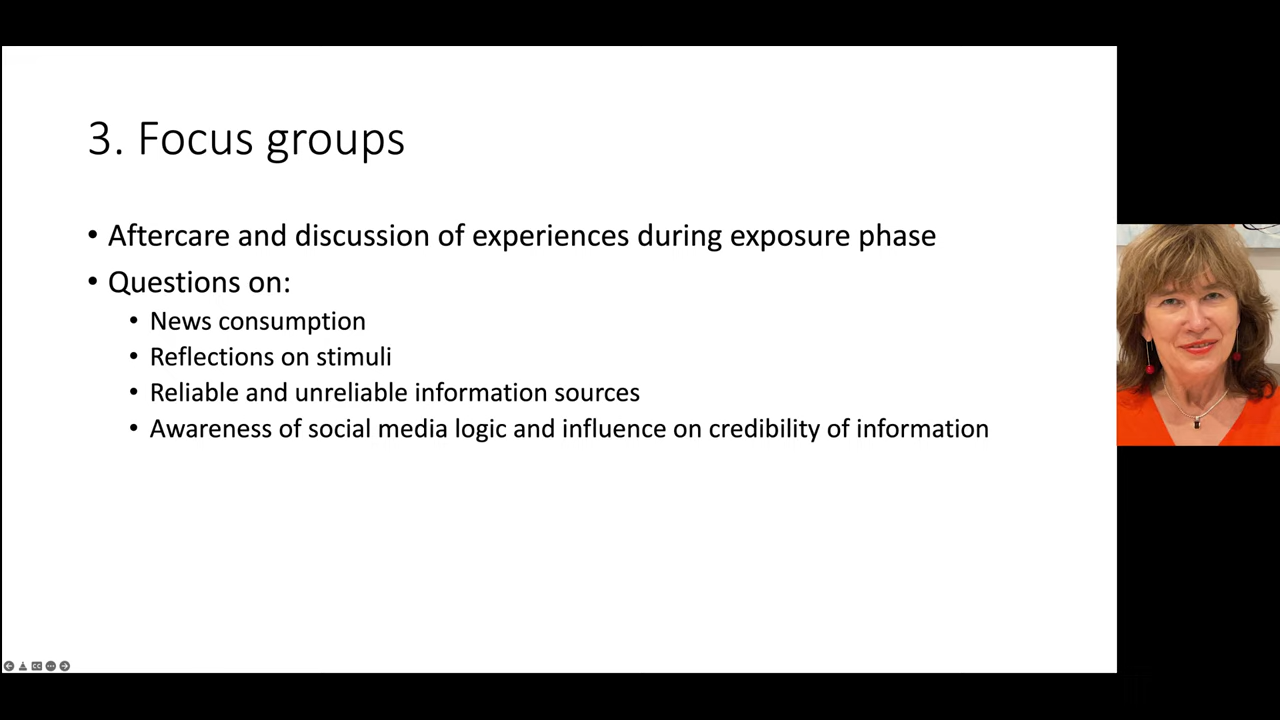 3. Focus groups
• Aftercare and discussion of experiences during exposure phase
• Questions on:
• News consumption
• Reflections on stimuli
• Reliable and unreliable information sources
• Awareness of social media logic and influence on credibility of information